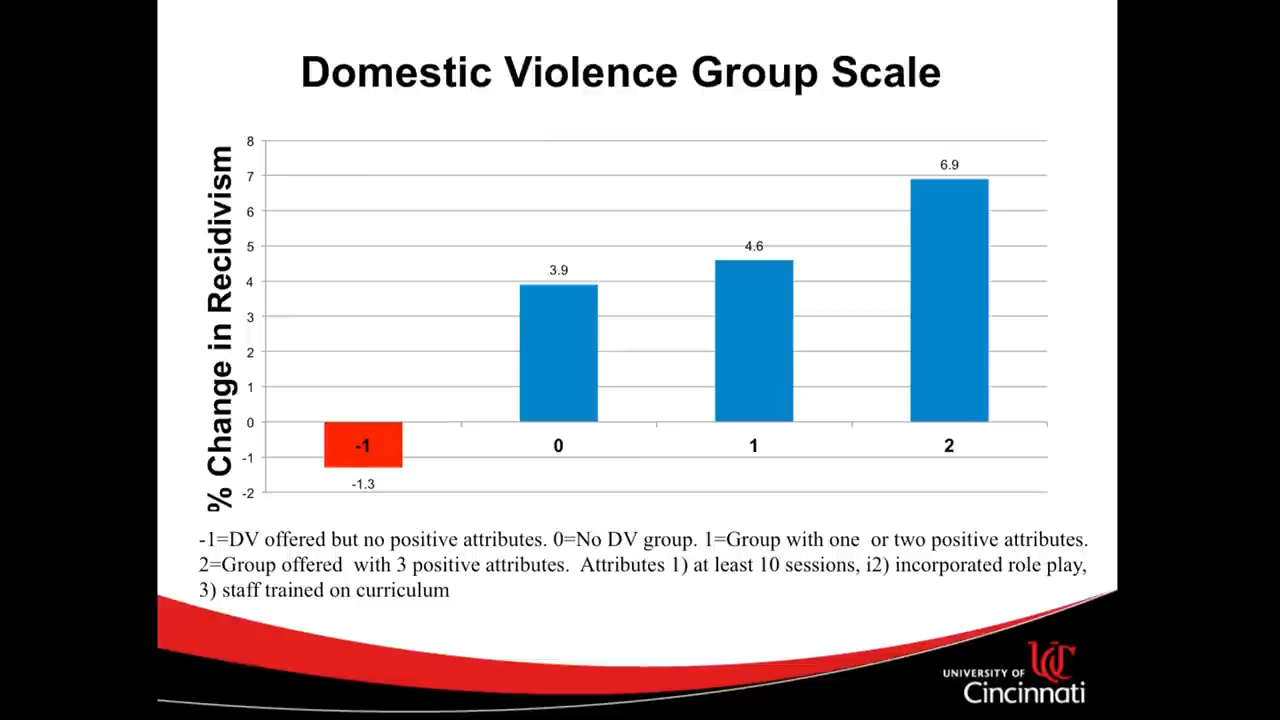 Domestic Violence Group Scale
% Change in Recidivism
8
7
6
5
4
3
2
1
0
-1
-2
6.9
4.6
3.9
-1.3
-1
0
1
2
-1=DV offered but no positive attributes. 0=No DV group. 1=Group with one or two positive attributes.
2=Group offered with 3 positive attributes. Attributes 1) at least 10 sessions, i2) incorporated role play,
3) staff trained on curriculum
UC
UNIVERSITY OF
Cincinnati